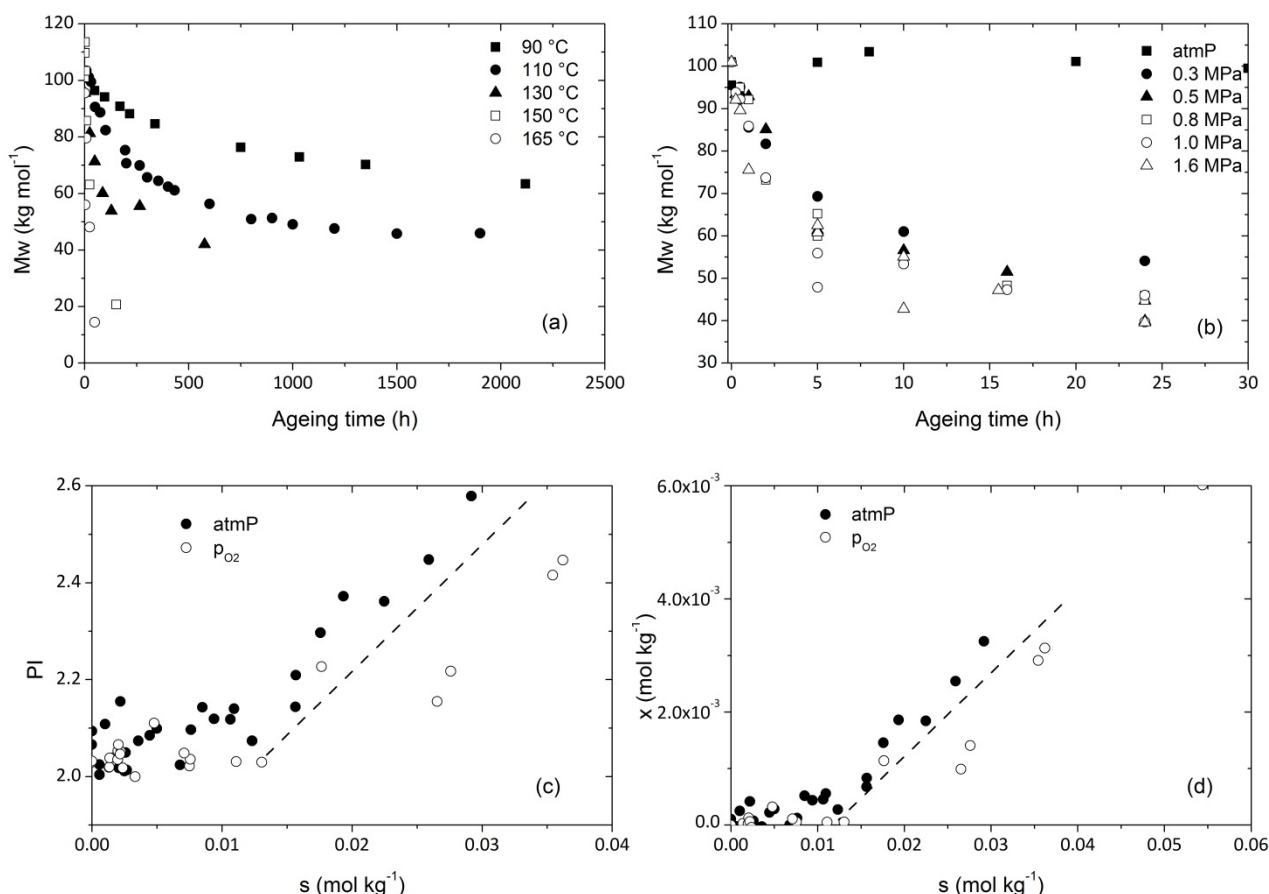 120
100
80
60
40
20
0
Mw (kg mol⁻¹)
90 °C
110 °C
130 °C
150 °C
165 °C
(a)
0 500 1000 1500 2000 2500
Ageing time (h)
110
100
90
80
70
60
50
40
30
Mw (kg mol⁻¹)
atmP
0.3 MPa
0.5 MPa
0.8 MPa
1.0 MPa
1.6 MPa
(b)
0 5 10 15 20 25 30
Ageing time (h)
2.6
2.4
2.2
2.0
PI
atmP
p_O2
(c)
0.00 0.01 0.02 0.03 0.04
s (mol kg⁻¹)
6.0x10⁻³
4.0x10⁻³
2.0x10⁻³
0.0
x (mol kg⁻¹)
atmP
p_O2
(d)
0.00 0.01 0.02 0.03 0.04 0.05 0.06
s (mol kg⁻¹)